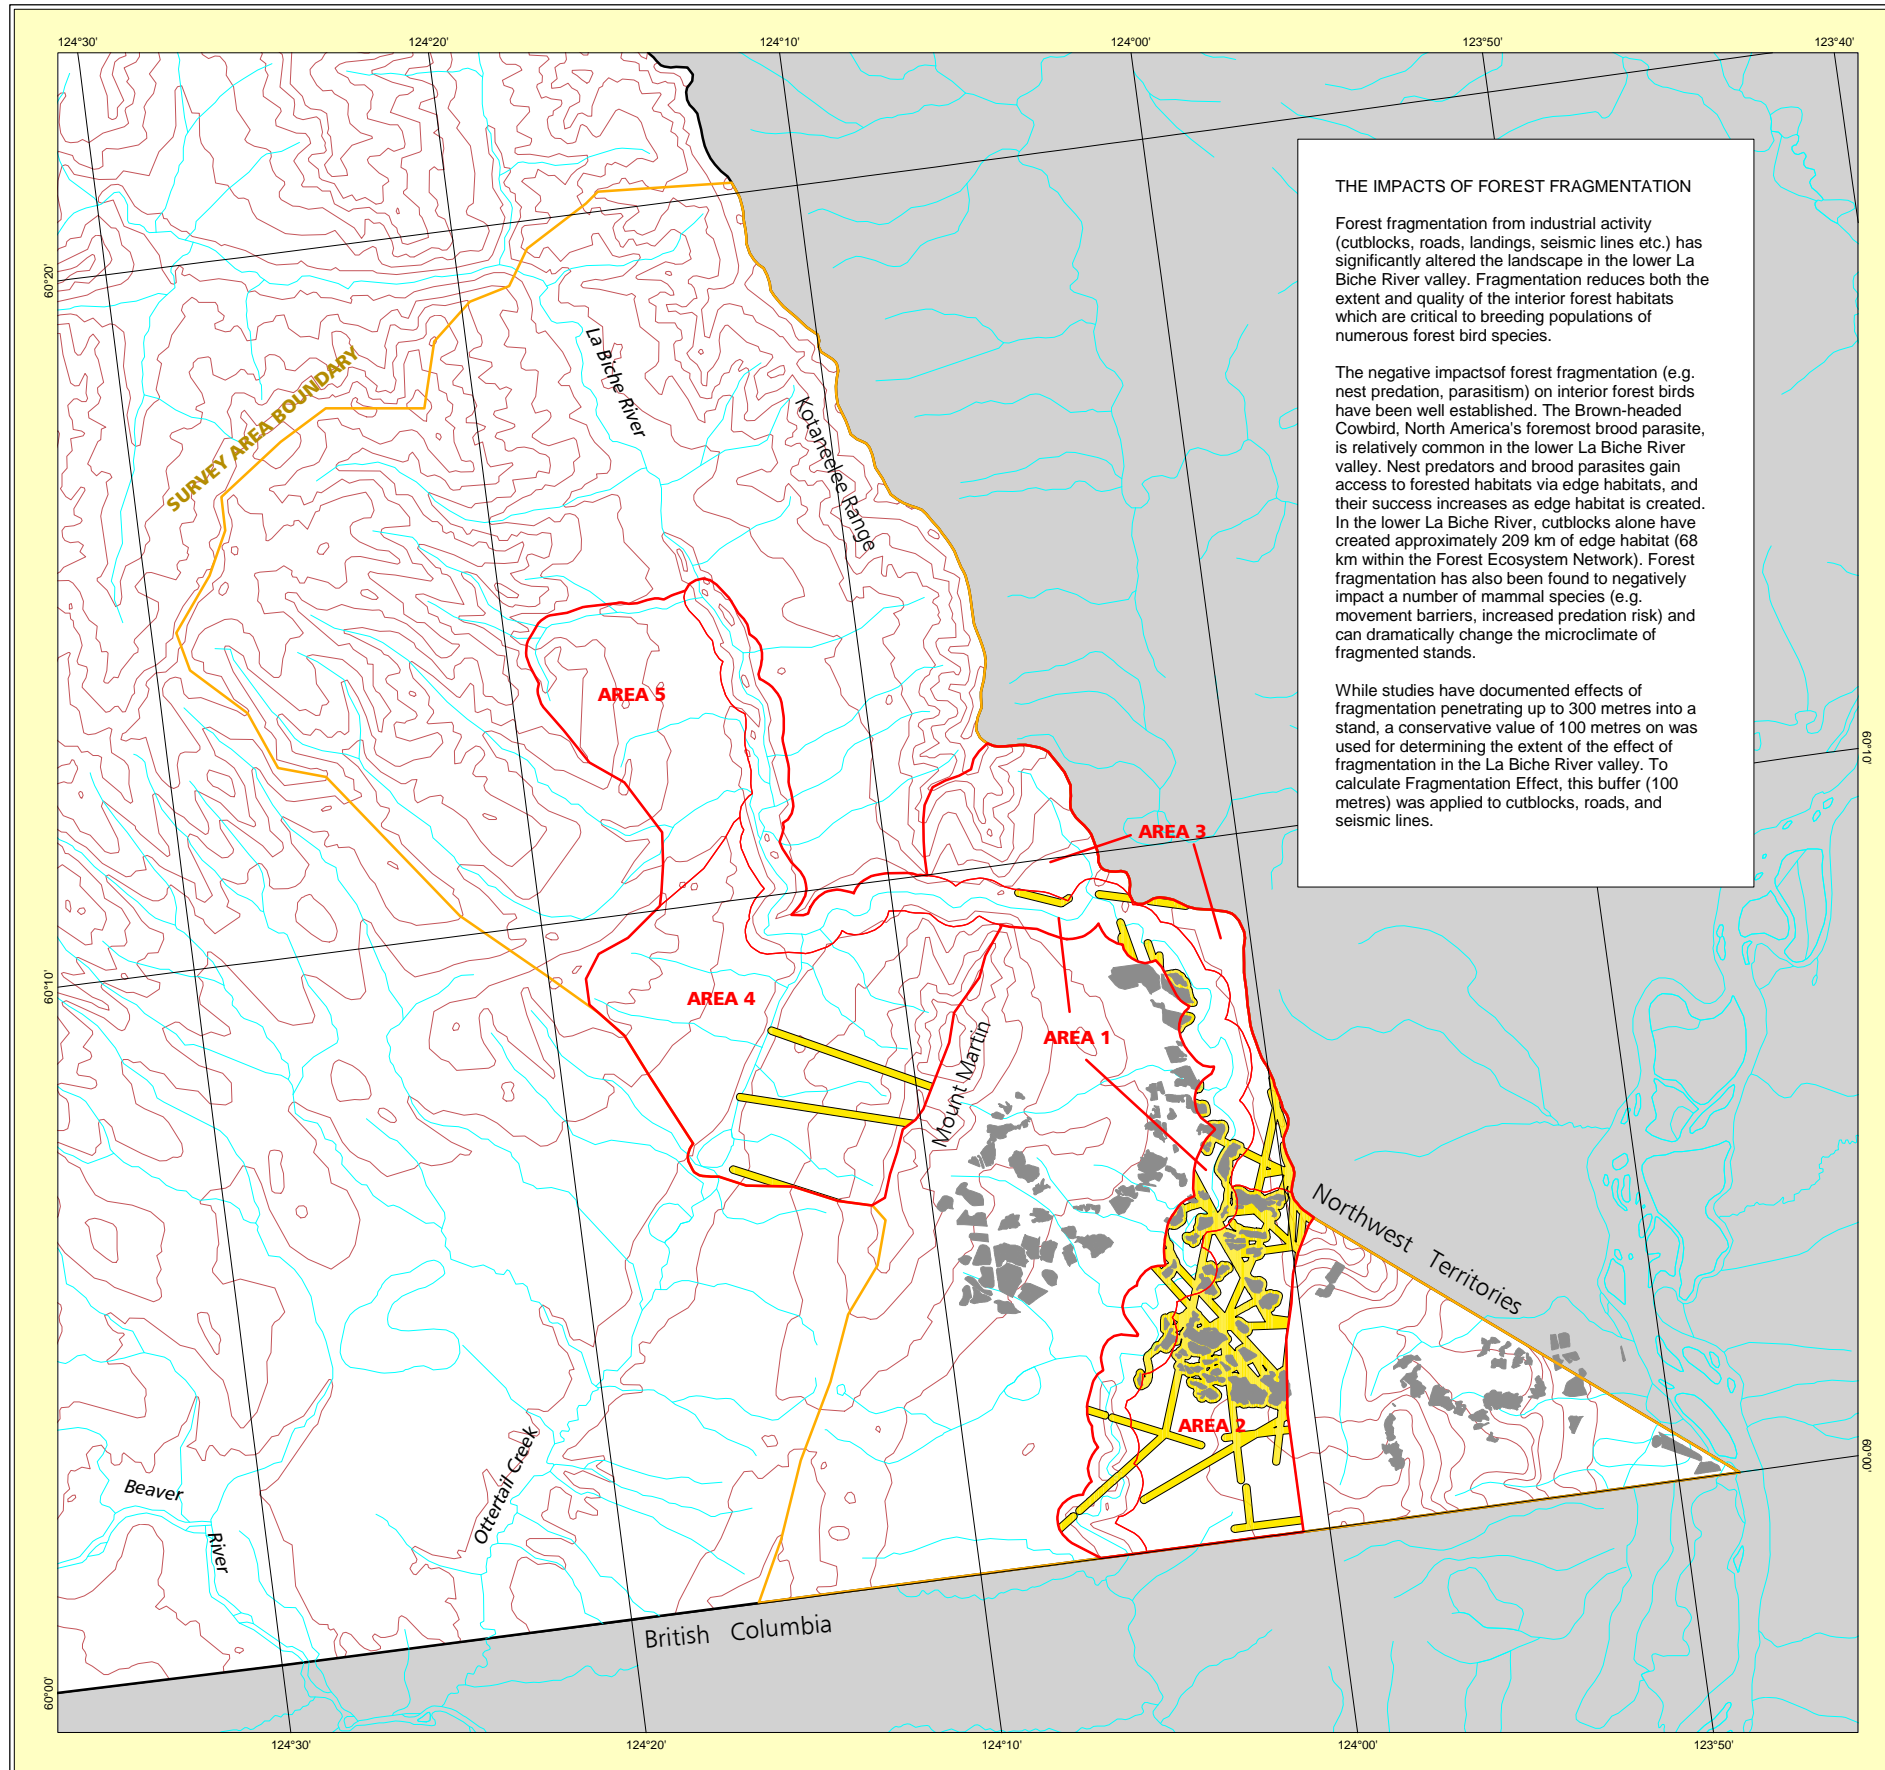 124°30'
124°20'
124°10'
124°00'
123°50'
123°40'
THE IMPACTS OF FOREST FRAGMENTATION
Forest fragmentation from industrial activity
(cutblocks, roads, landings, seismic lines etc.) has
significantly altered the landscape in the lower La
Biche River valley. Fragmentation reduces both the
extent and quality of the interior forest habitats
which are critical to breeding populations of
numerous forest bird species.
The negative impactsof forest fragmentation (e.g.
nest predation, parasitism) on interior forest birds
have been well established. The Brown-headed
Cowbird, North America's foremost brood parasite,
is relatively common in the lower La Biche River
valley. Nest predators and brood parasites gain
access to forested habitats via edge habitats, and
their success increases as edge habitat is created.
In the lower La Biche River, cutblocks alone have
created approximately 209 km of edge habitat (68
km within the Forest Ecosystem Network). Forest
fragmentation has also been found to negatively
impact a number of mammal species (e.g.
movement barriers, increased predation risk) and
can dramatically change the microclimate of
fragmented stands.
While studies have documented effects of
fragmentation penetrating up to 300 metres into a
stand, a conservative value of 100 metres on was
used for determining the extent of the effect of
fragmentation in the La Biche River valley. To
calculate Fragmentation Effect, this buffer (100
metres) was applied to cutblocks, roads, and
seismic lines.
60°20'
La Biche River
SURVEY AREA BOUNDARY
Kotaneelee Range
AREA 5
60°10'
AREA 3
60°10'
AREA 4
AREA 1
Mount Martin
Northwest Territories
AREA 2
60°00'
Beaver
River
Ottertail Creek
British Columbia
60°00'
124°30'
124°20'
124°10'
124°00'
123°50'